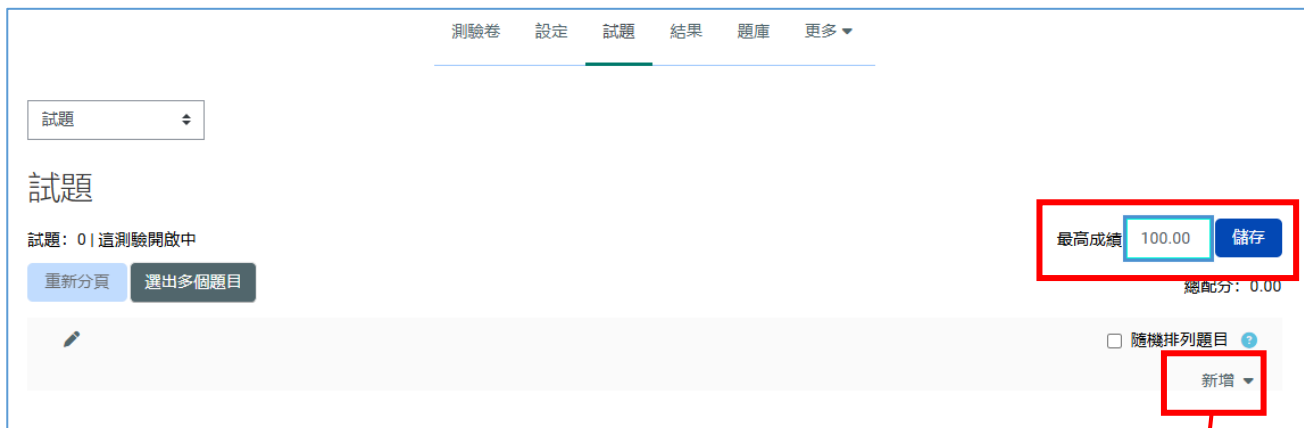 測驗卷 設定 試題 結果 題庫 更多
試題
試題
試題: 0 | 這測驗開啟中
最高成績 100.00 儲存
重新分頁 選出多個題目
總配分: 0.00
隨機排列題目 ?
新增